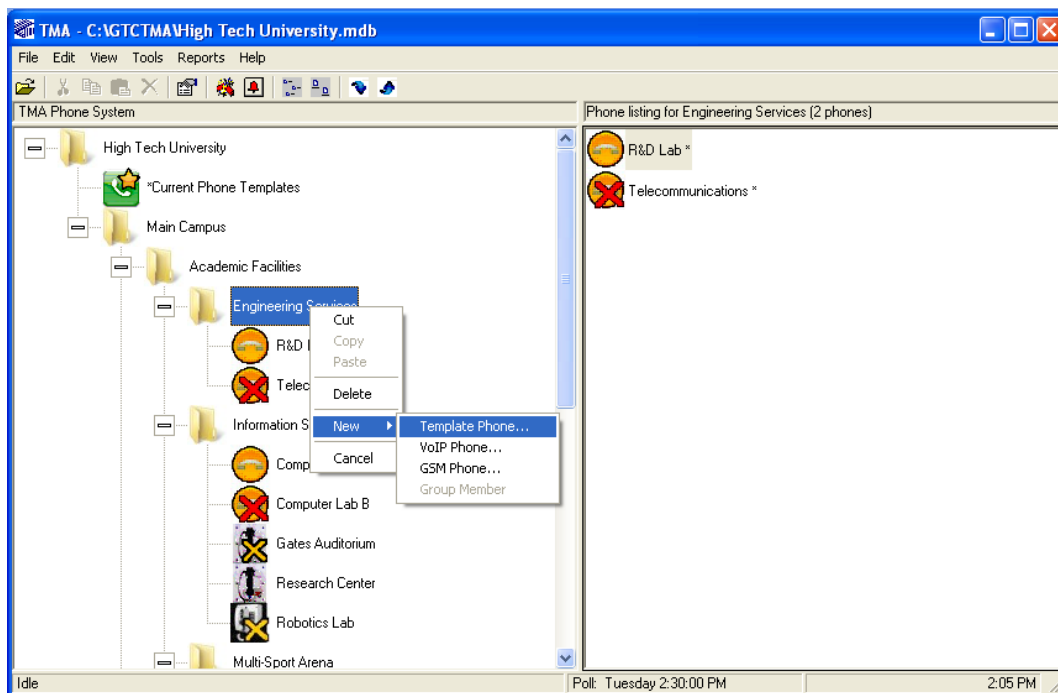 TMA - C:\GTCTMA\High Tech University.mdb
File Edit View Tools Reports Help
TMA Phone System
Phone listing for Engineering Services (2 phones)
High Tech University
*Current Phone Templates
Main Campus
Academic Facilities
Engineering Services
R&D
Telec
Information S
Comp
Computer Lab B
Gates Auditorium
Research Center
Robotics Lab
Multi-Sport Arena
Cut
Copy
Paste
Delete
New
Cancel
Template Phone...
VoIP Phone...
GSM Phone...
Group Member
R&D Lab *
Telecommunications *
Idle
Poll: Tuesday 2:30:00 PM
2:05 PM